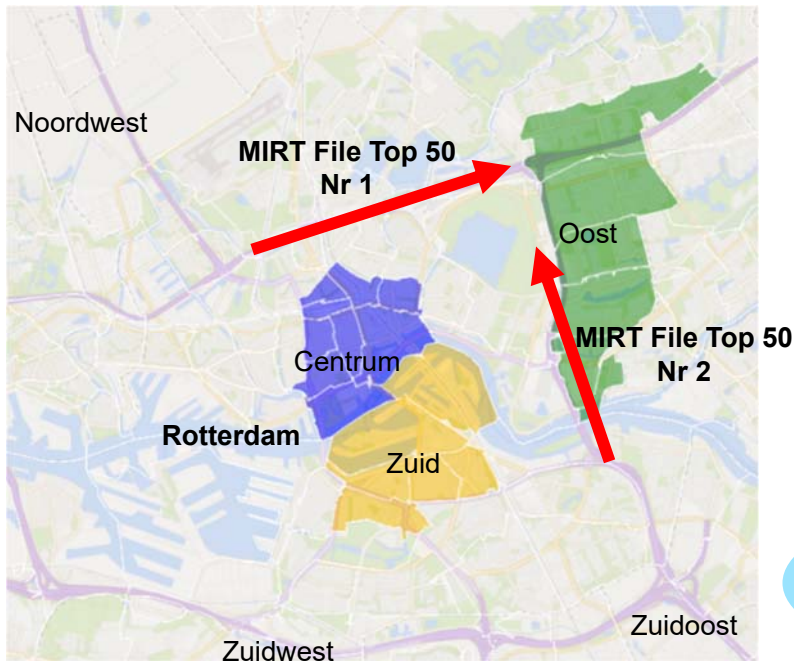 Noordwest
MIRT File Top 50
Nr 1
Oost
MIRT File Top 50
Nr 2
Centrum
Rotterdam
Zuid
Zuidoost
Zuidwest